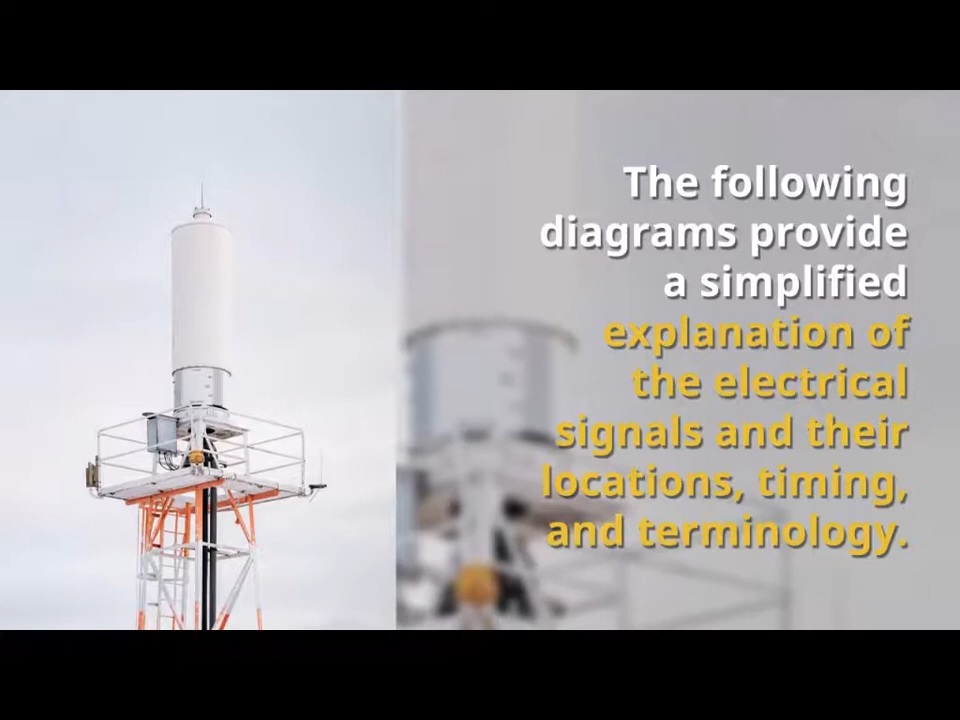 The following
diagrams provide
a simplified
explanation of
the electrical
signals and their
locations, timing,
and terminology.